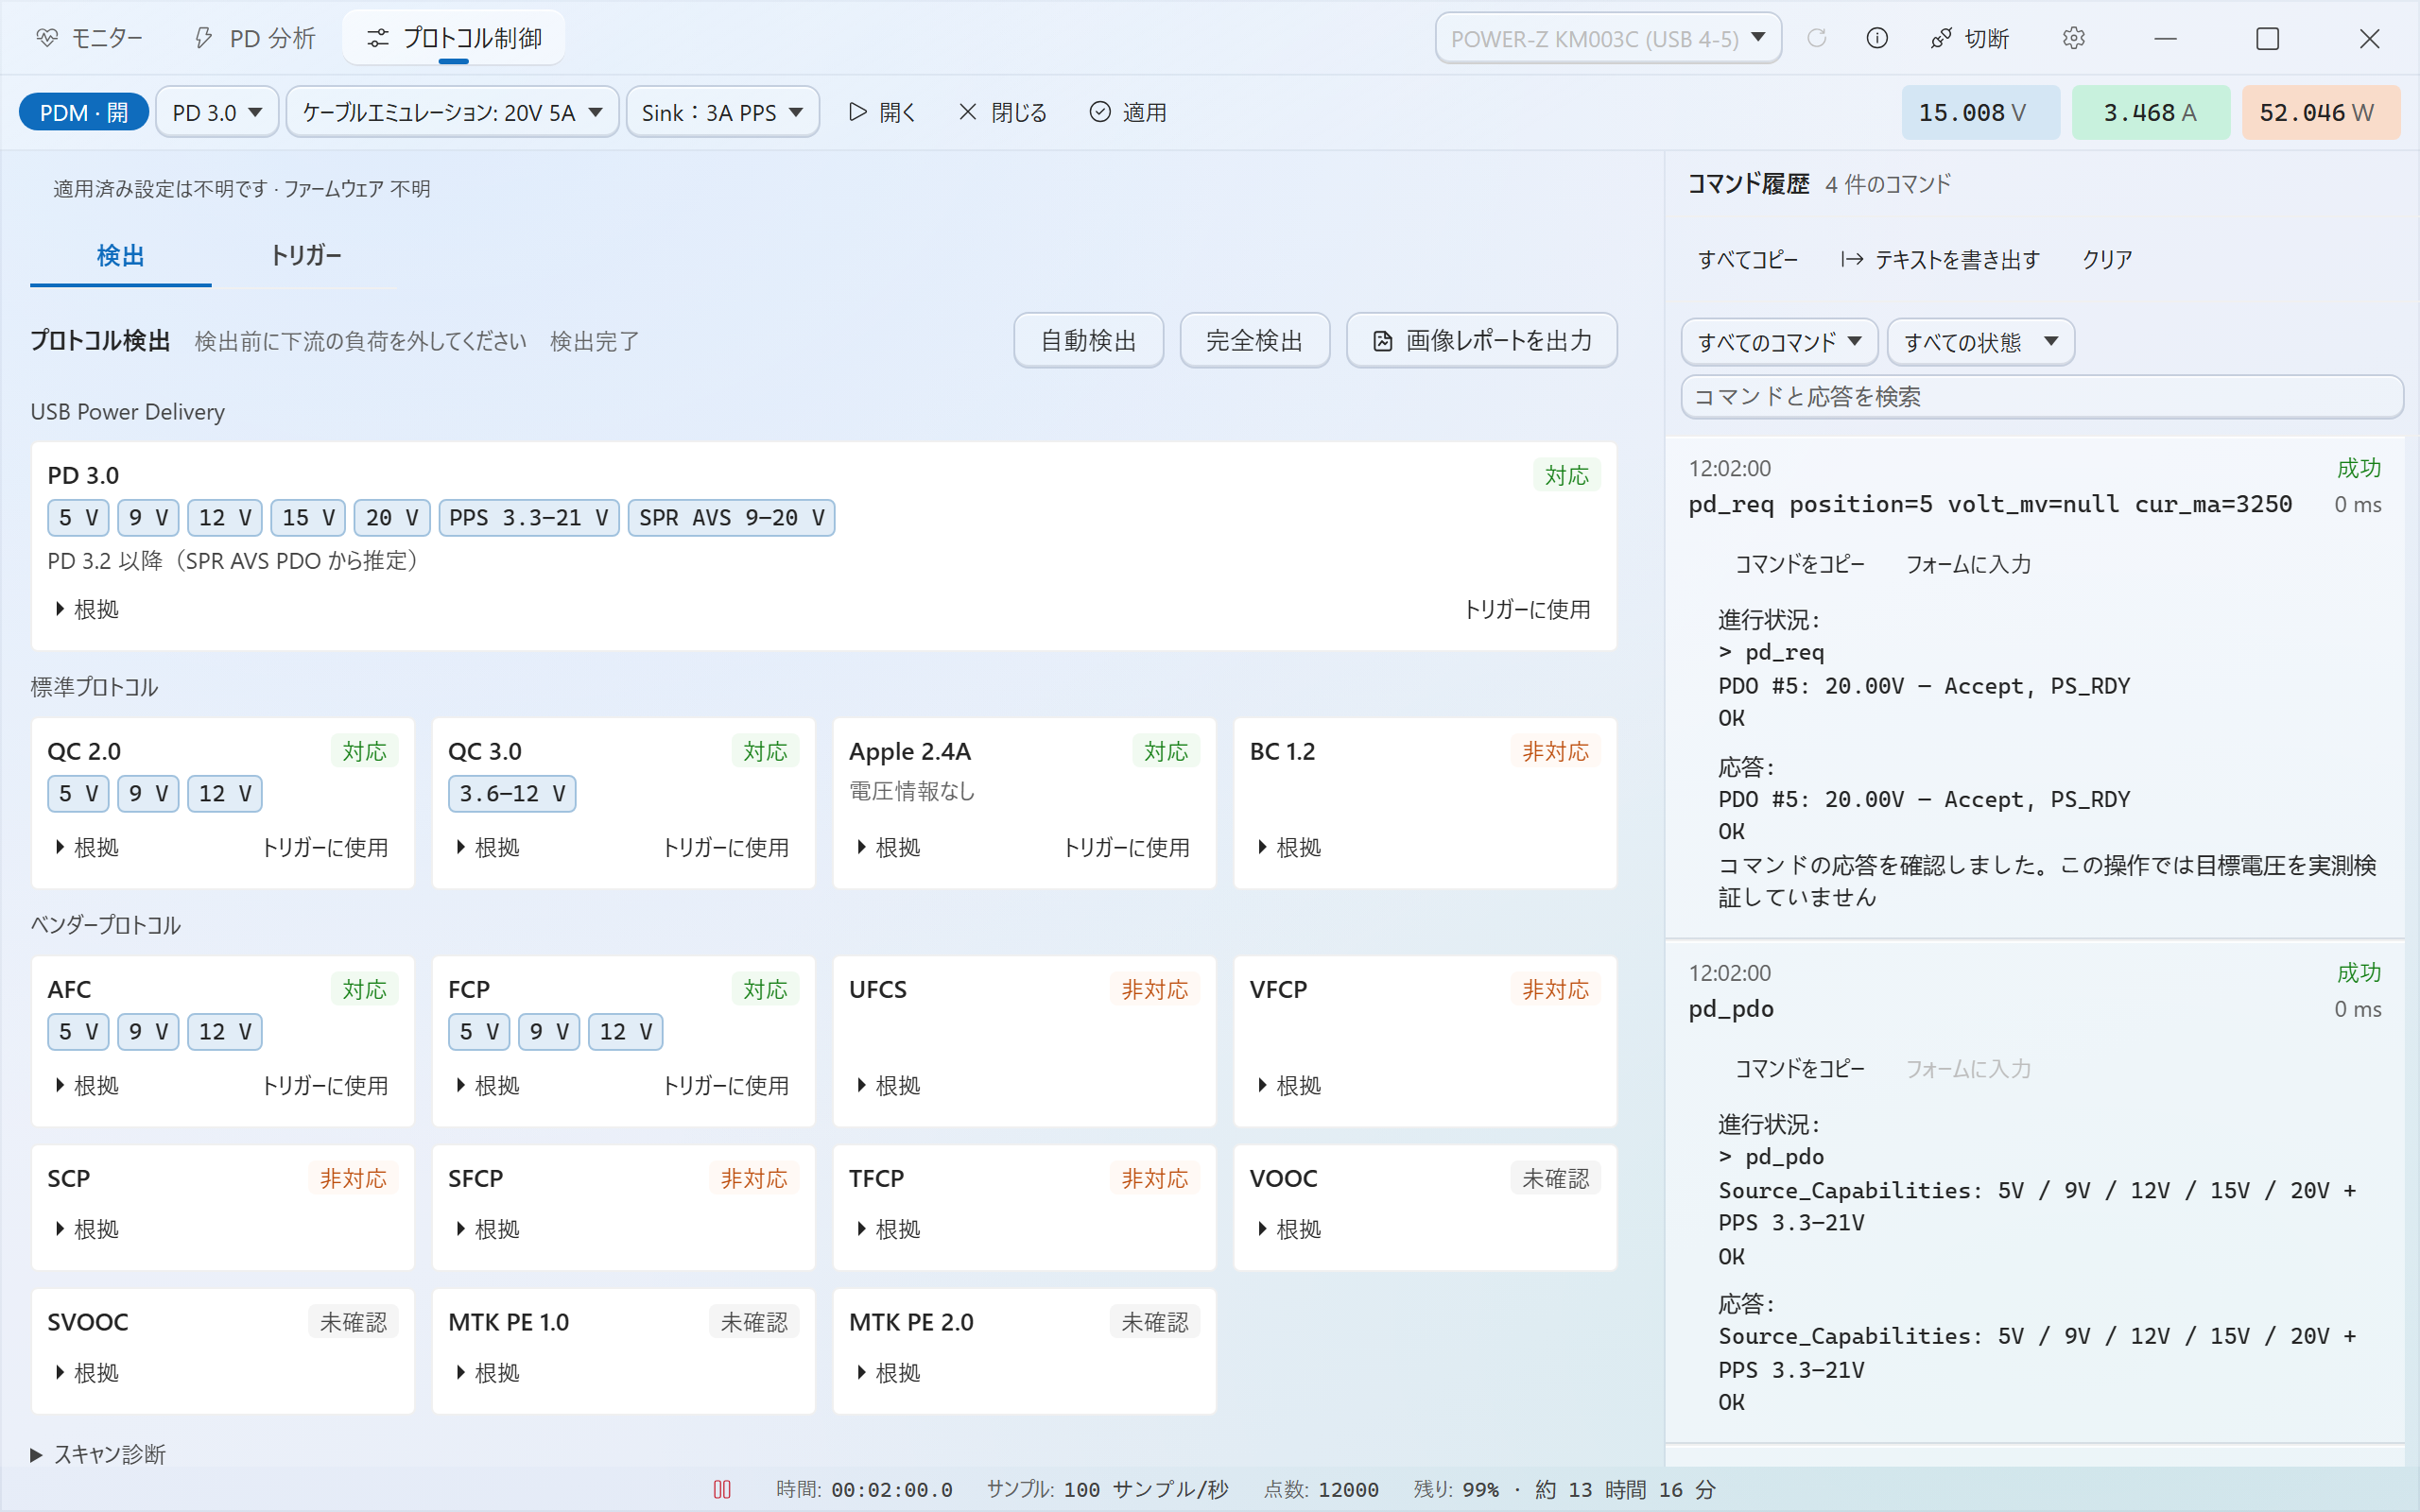 モニター
PD 分析
プロトコル制御
POWER-Z KM003C (USB 4-5)
切断
PDM · 開
PD 3.0
ケーブルエミュレーション: 20V 5A
Sink：3A PPS
開く
閉じる
適用
15.008 V
3.468 A
52.046 W
適用済み設定は不明です · ファームウェア 不明
検出
トリガー
プロトコル検出 検出前に下流の負荷を外してください 検出完了
自動検出
完全検出
画像レポートを出力
USB Power Delivery
PD 3.0
対応
5 V
9 V
12 V
15 V
20 V
PPS 3.3–21 V
SPR AVS 9–20 V
PD 3.2 以降（SPR AVS PDO から推定）
根拠
トリガーに使用
標準プロトコル
QC 2.0
対応
5 V
9 V
12 V
根拠
トリガーに使用
QC 3.0
対応
3.6–12 V
根拠
トリガーに使用
Apple 2.4A
対応
電圧情報なし
根拠
トリガーに使用
BC 1.2
非対応
根拠
ベンダープロトコル
AFC
対応
5 V
9 V
12 V
根拠
トリガーに使用
FCP
対応
5 V
9 V
12 V
根拠
トリガーに使用
UFCS
非対応
根拠
VFCP
非対応
根拠
SCP
非対応
根拠
SFCP
非対応
根拠
TFCP
非対応
根拠
VOOC
未確認
根拠
SVOOC
未確認
根拠
MTK PE 1.0
未確認
根拠
MTK PE 2.0
未確認
根拠
スキャン診断
コマンド履歴 4 件のコマンド
すべてコピー
テキストを書き出す
クリア
すべてのコマンド
すべての状態
コマンドと応答を検索
12:02:00
成功
pd_req position=5 volt_mv=null cur_ma=3250
0 ms
コマンドをコピー
フォームに入力
進行状況:
> pd_req
PDO #5: 20.00V — Accept, PS_RDY
OK
応答:
PDO #5: 20.00V — Accept, PS_RDY
OK
コマンドの応答を確認しました。この操作では目標電圧を実測検
証していません
12:02:00
成功
pd_pdo
0 ms
コマンドをコピー
フォームに入力
進行状況:
> pd_pdo
Source_Capabilities: 5V / 9V / 12V / 15V / 20V +
PPS 3.3–21V
OK
応答:
Source_Capabilities: 5V / 9V / 12V / 15V / 20V +
PPS 3.3–21V
OK
時間: 00:02:00.0
サンプル: 100 サンプル/秒
点数: 12000
残り: 99% · 約 13 時間 16 分